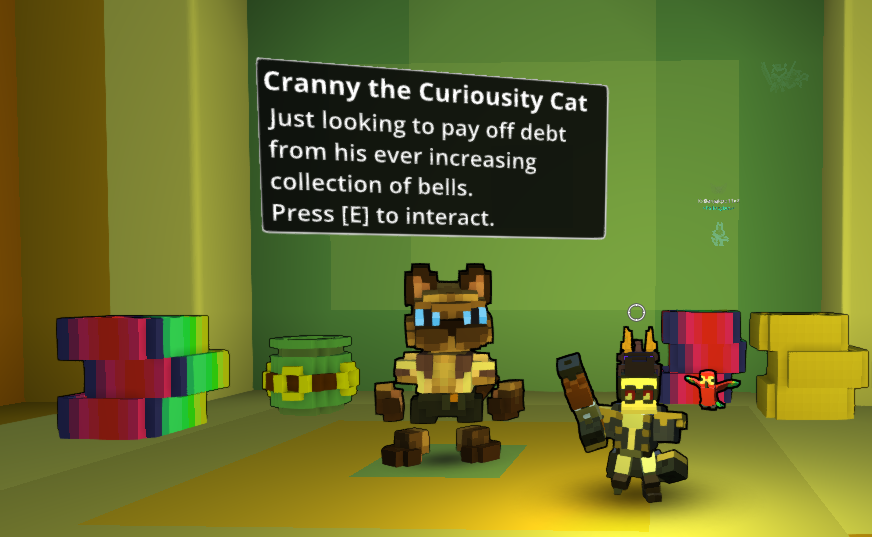 Cranny the Curiousity Cat
Just looking to pay off debt
from his ever increasing
collection of bells.
Press [E] to interact.